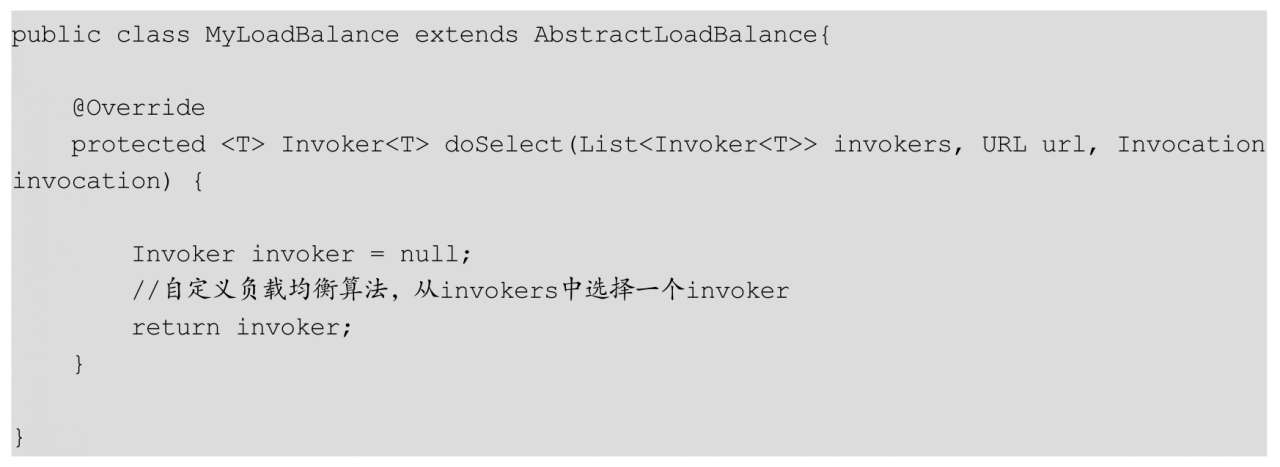 public class MyLoadBalance extends AbstractLoadBalance{
@Override
protected <T> Invoker<T> doSelect(List<Invoker<T>> invokers, URL url, Invocation
invocation) {
Invoker invoker = null;
//自定义负载均衡算法，从invokers中选择一个invoker
return invoker;
}
}